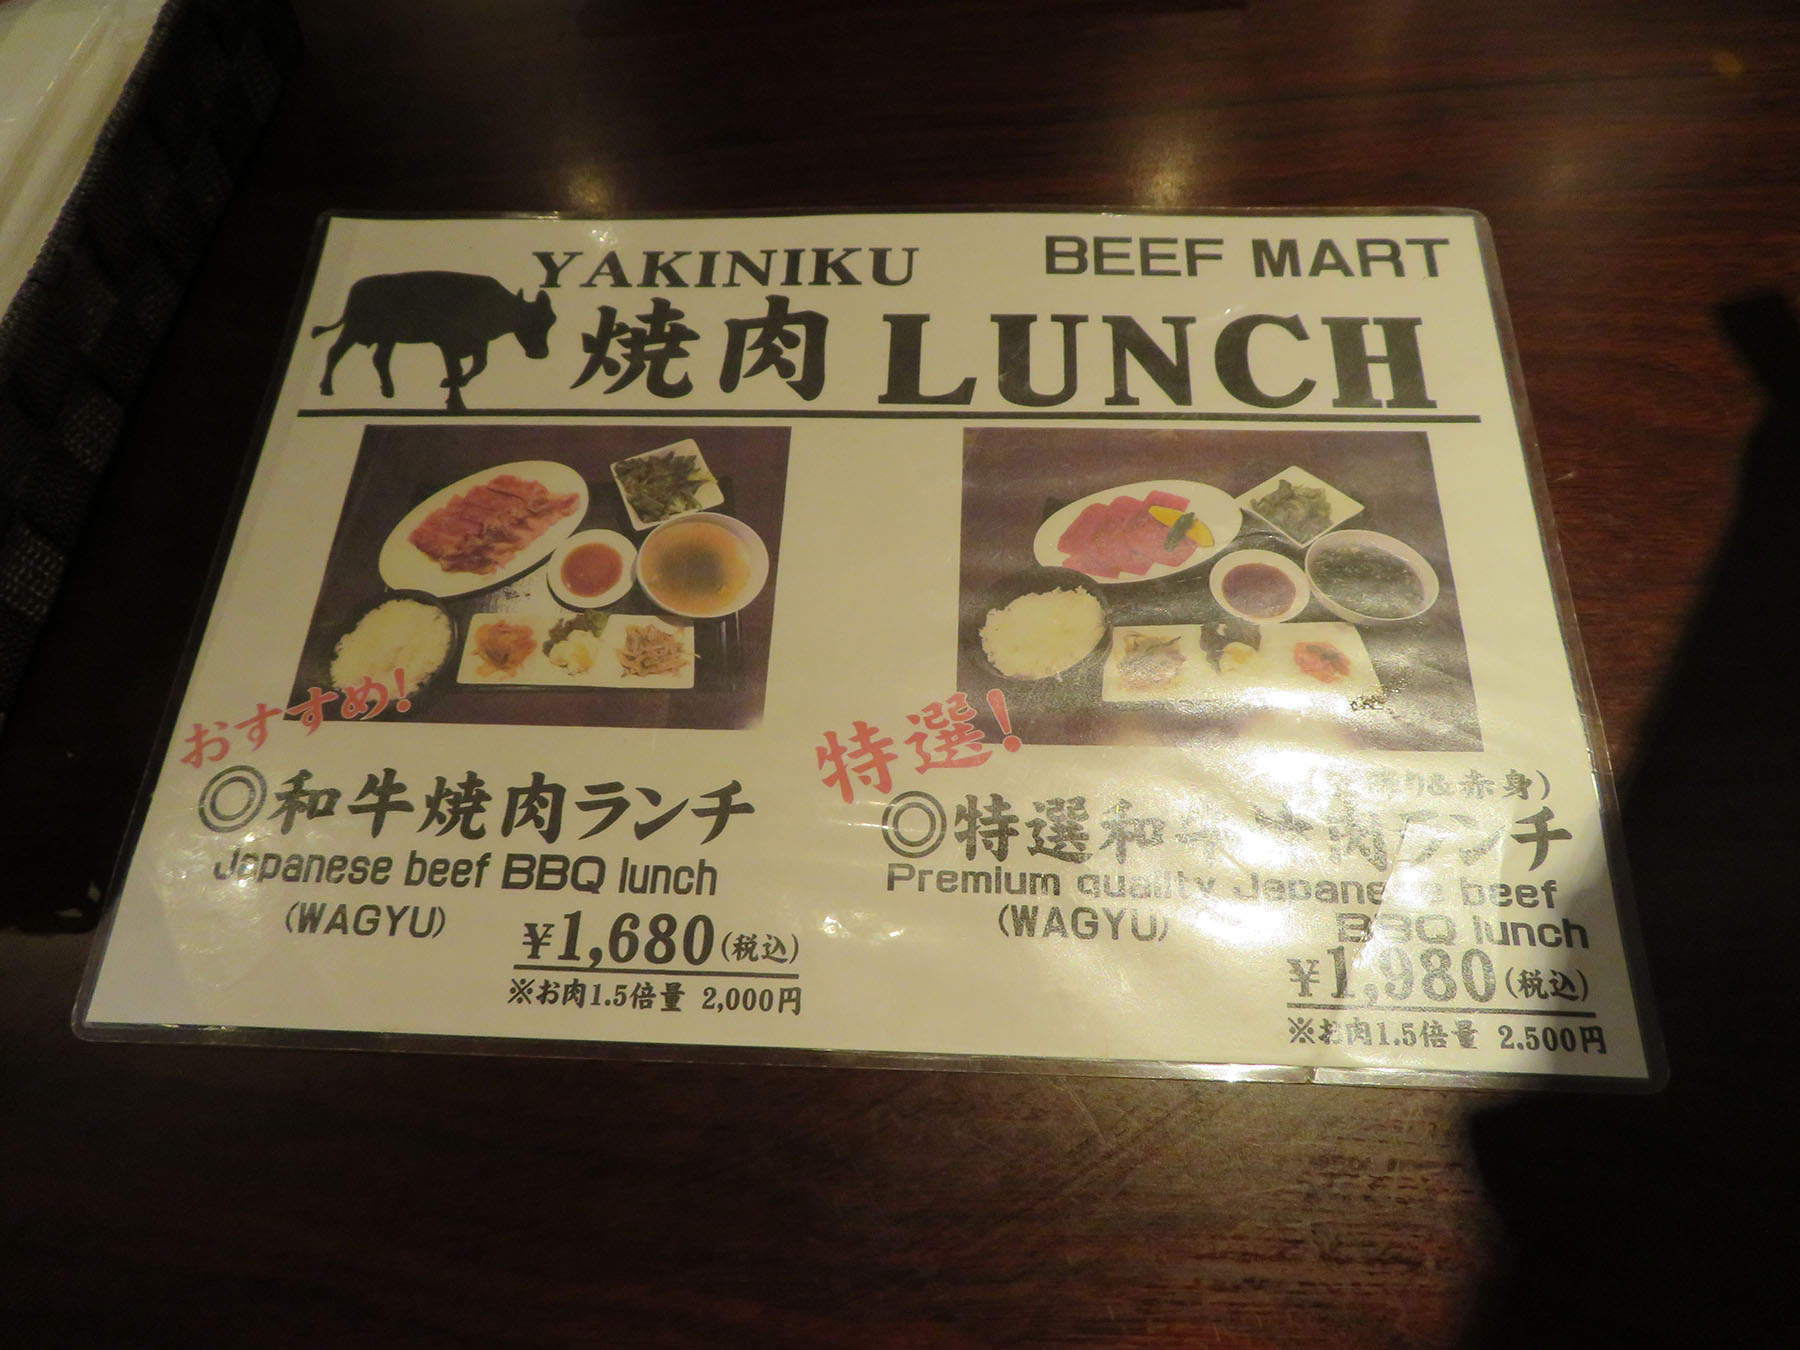 YAKINIKU
BEEF MART
焼肉 LUNCH
おすすめ!
◎和牛焼肉ランチ
Japanese beef BBQ lunch
(WAGYU)
¥1,680(税込)
※お肉1.5倍量 2,000円
特選!
り&赤身)
◎特選和牛焼肉ランチ
Premium quality Japanese beef
(WAGYU)
BBQ lunch
¥1,980(税込)
※お肉1.5倍量 2.500円